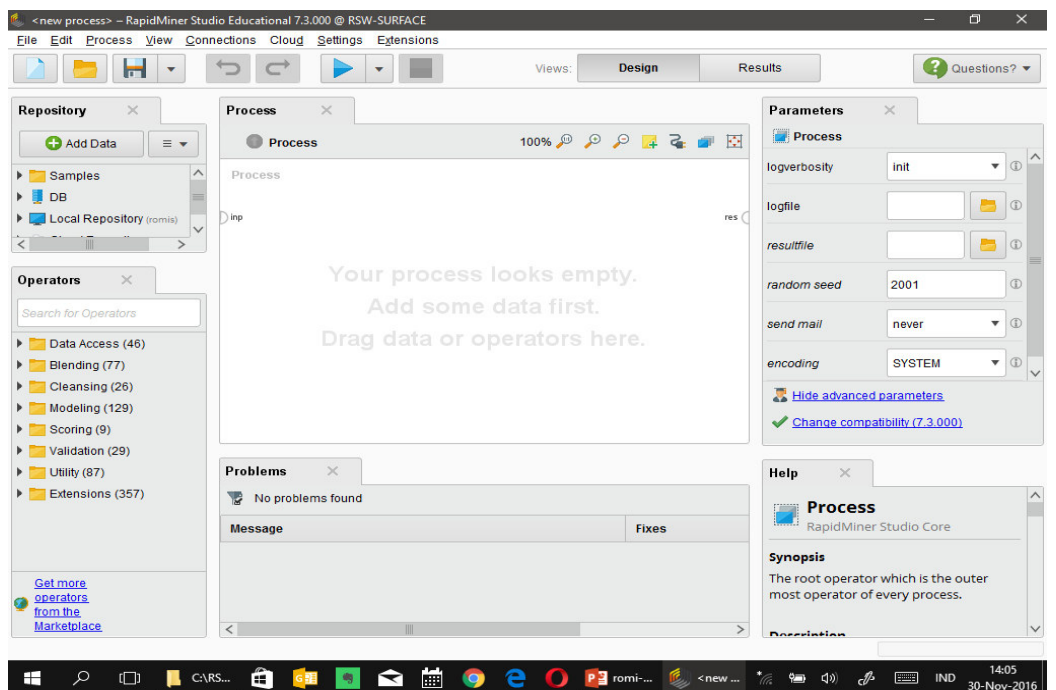 <new process> – RapidMiner Studio Educational 7.3.000 @ RSW-SURFACE
File Edit Process View Connections Cloud Settings Extensions
Views: Design Results Questions?
Repository
Add Data
Samples
DB
Local Repository (romis)
Operators
Search for Operators
Data Access (46)
Blending (77)
Cleansing (26)
Modeling (129)
Scoring (9)
Validation (29)
Utility (87)
Extensions (357)
Get more
operators
from the
Marketplace
Process
Process 100%
Process
inp res
Your process looks empty.
Add some data first.
Drag data or operators here.
Problems
No problems found
Message Fixes
Parameters
Process
logverbosity init
logfile
resultfile
random seed 2001
send mail never
encoding SYSTEM
Hide advanced parameters
Change compatibility (7.3.000)
Help
Process
RapidMiner Studio Core
Synopsis
The root operator which is the outer
most operator of every process.
Description
C:\RS... romi-... <new ... IND 14:05
30-Nov-2016